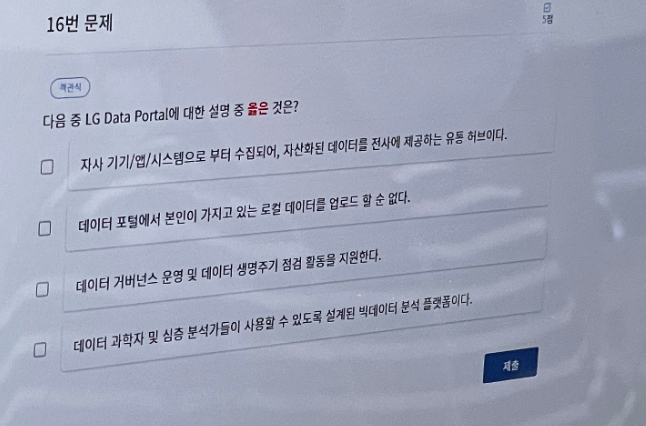 16번 문제
5점
객관식
다음 중 LG Data Portal에 대한 설명 중 옳은 것은?
자사 기기/앱/시스템으로 부터 수집되어, 자산화된 데이터를 전사에 제공하는 유통 허브이다.
데이터 포털에서 본인이 가지고 있는 로컬 데이터를 업로드 할 순 없다.
데이터 거버넌스 운영 및 데이터 생명주기 점검 활동을 지원한다.
데이터 과학자 및 심층 분석가들이 사용할 수 있도록 설계된 빅데이터 분석 플랫폼이다.
제출